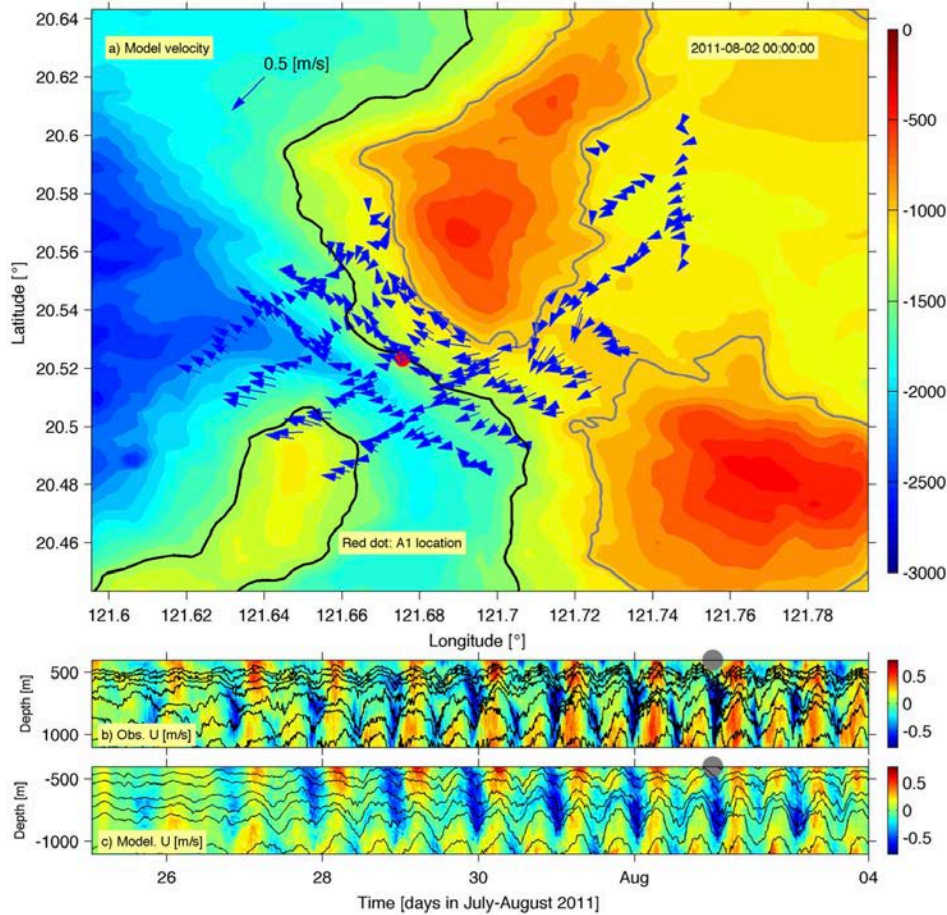 20.64
20.62
20.6
20.58
20.56
20.54
20.52
20.5
20.48
20.46
Latitude [°]
a) Model velocity
0.5 [m/s]
2011-08-02 00:00:00
Red dot: A1 location
0
-500
-1000
-1500
-2000
-2500
-3000
121.6 121.62 121.64 121.66 121.68 121.7 121.72 121.74 121.76 121.78
Longitude [°]
500
1000
Depth [m]
b) Obs. U [m/s]
0.5
0
-0.5
-500
-1000
Depth [m]
c) Model. U [m/s]
0.5
0
-0.5
26 28 30 Aug 04
Time [days in July-August 2011]